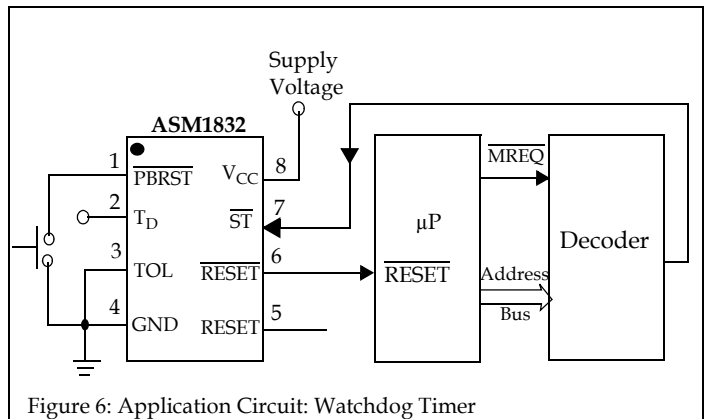 Supply
Voltage
ASM1832
1 PBRST
2 TD
3 TOL
4 GND
VCC 8
ST 7
RESET 6
RESET 5
µP
RESET
MREQ
Address
Bus
Decoder
Figure 6: Application Circuit: Watchdog Timer